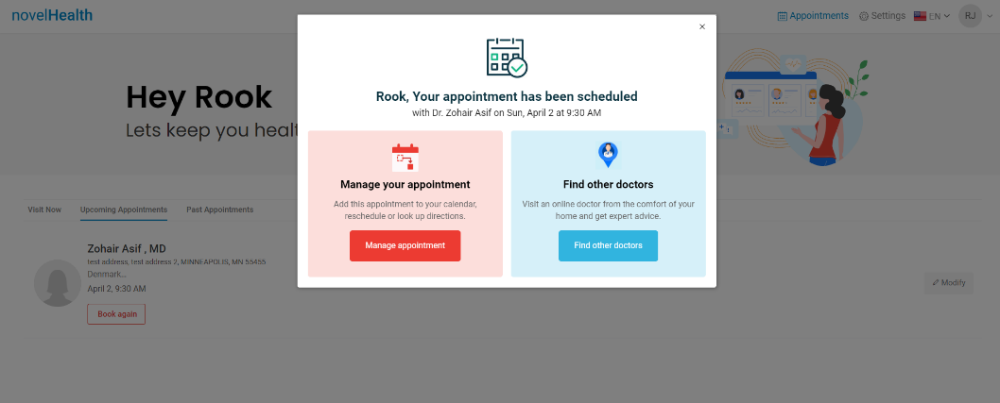 novelHealth
Appointments
Settings
EN
RJ
×
Rook, Your appointment has been scheduled
with Dr. Zohair Asif on Sun, April 2 at 9:30 AM
Manage your appointment
Add this appointment to your calendar,
reschedule or look up directions.
Manage appointment
Find other doctors
Visit an online doctor from the comfort of your
home and get expert advice.
Find other doctors
Hey Rook
Lets keep you healt
Visit Now
Upcoming Appointments
Past Appointments
Zohair Asif , MD
test address, test address 2, MINNEAPOLIS, MN 55455
Denmark...
April 2, 9:30 AM
Book again
Modify